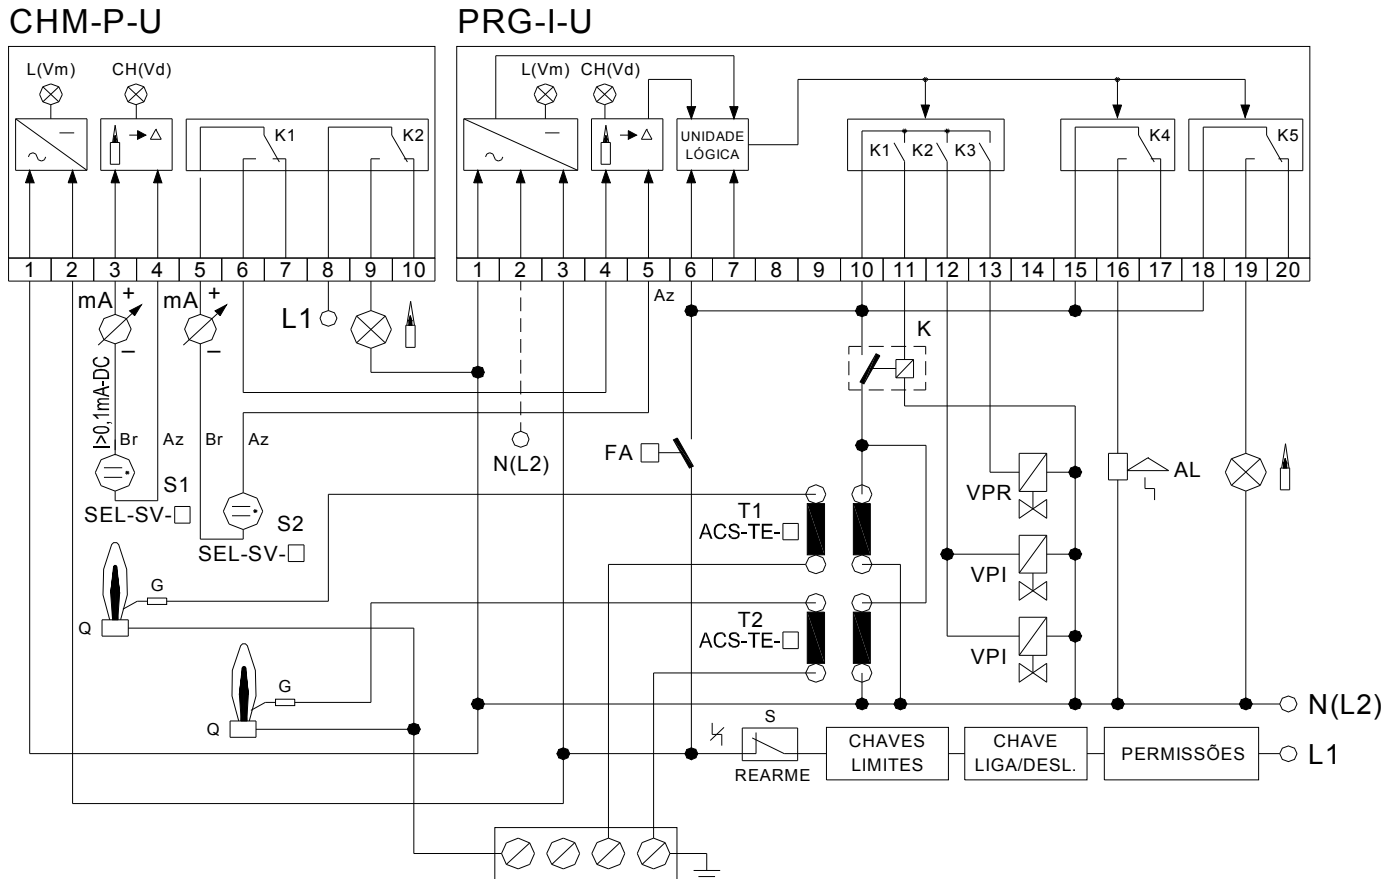 CHM-P-U
PRG-I-U
L(Vm)
CH(Vd)
L(Vm)
CH(Vd)
K1
K2
UNIDADE
LÓGICA
K1
K2
K3
K4
K5
1 2 3 4 5 6 7 8 9 10
1 2 3 4 5 6 7 8 9 10 11 12 13 14 15 16 17 18 19 20
mA
+
−
mA
+
−
L1
Az
K
I>0,1mA-DC
Br
Az
Br
Az
FA
N(L2)
S1
SEL-SV-□
S2
SEL-SV-□
VPR
AL
T1
ACS-TE-□
VPI
G
Q
T2
ACS-TE-□
VPI
G
Q
N(L2)
S
REARME
CHAVES
LIMITES
CHAVE
LIGA/DESL.
PERMISSÕES
L1